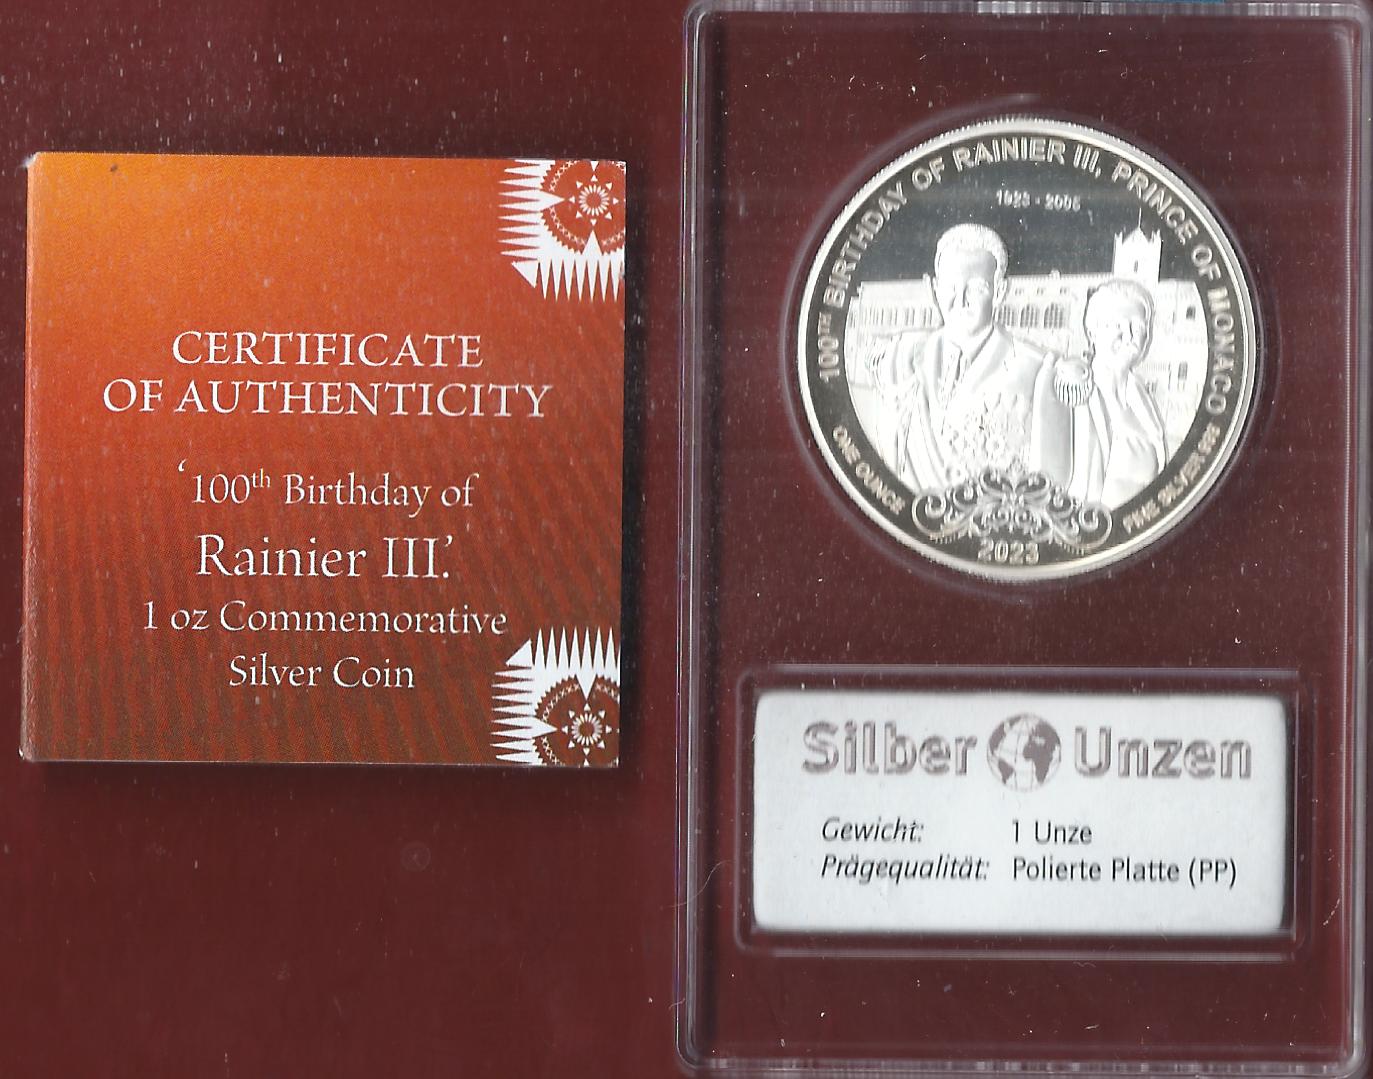 CERTIFICATE
OF AUTHENTICITY
‘100th Birthday of
Rainier III.’
1 oz Commemorative
Silver Coin
100TH BIRTHDAY OF RAINIER III, PRINCE OF MONACO
1923 - 2005
ONE OUNCE
FINE SILVER 999
2023
Silber Unzen
Gewicht: 1 Unze
Prägequalität: Polierte Platte (PP)